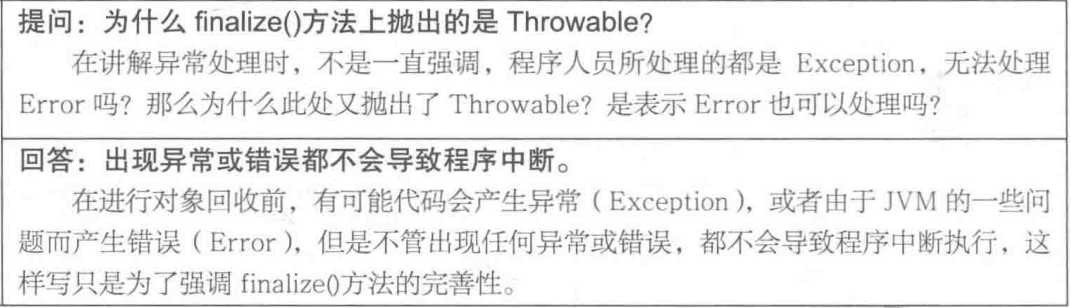 提问：为什么 finalize()方法上抛出的是 Throwable?
在讲解异常处理时，不是一直强调，程序人员所处理的都是 Exception，无法处理
Error 吗？那么为什么此处又抛出了 Throwable？是表示 Error 也可以处理吗？
回答：出现异常或错误都不会导致程序中断。
在进行对象回收前，有可能代码会产生异常（Exception），或者由于 JVM 的一些问
题而产生错误（Error），但是不管出现任何异常或错误，都不会导致程序中断执行，这
样写只是为了强调 finalize()方法的完善性。